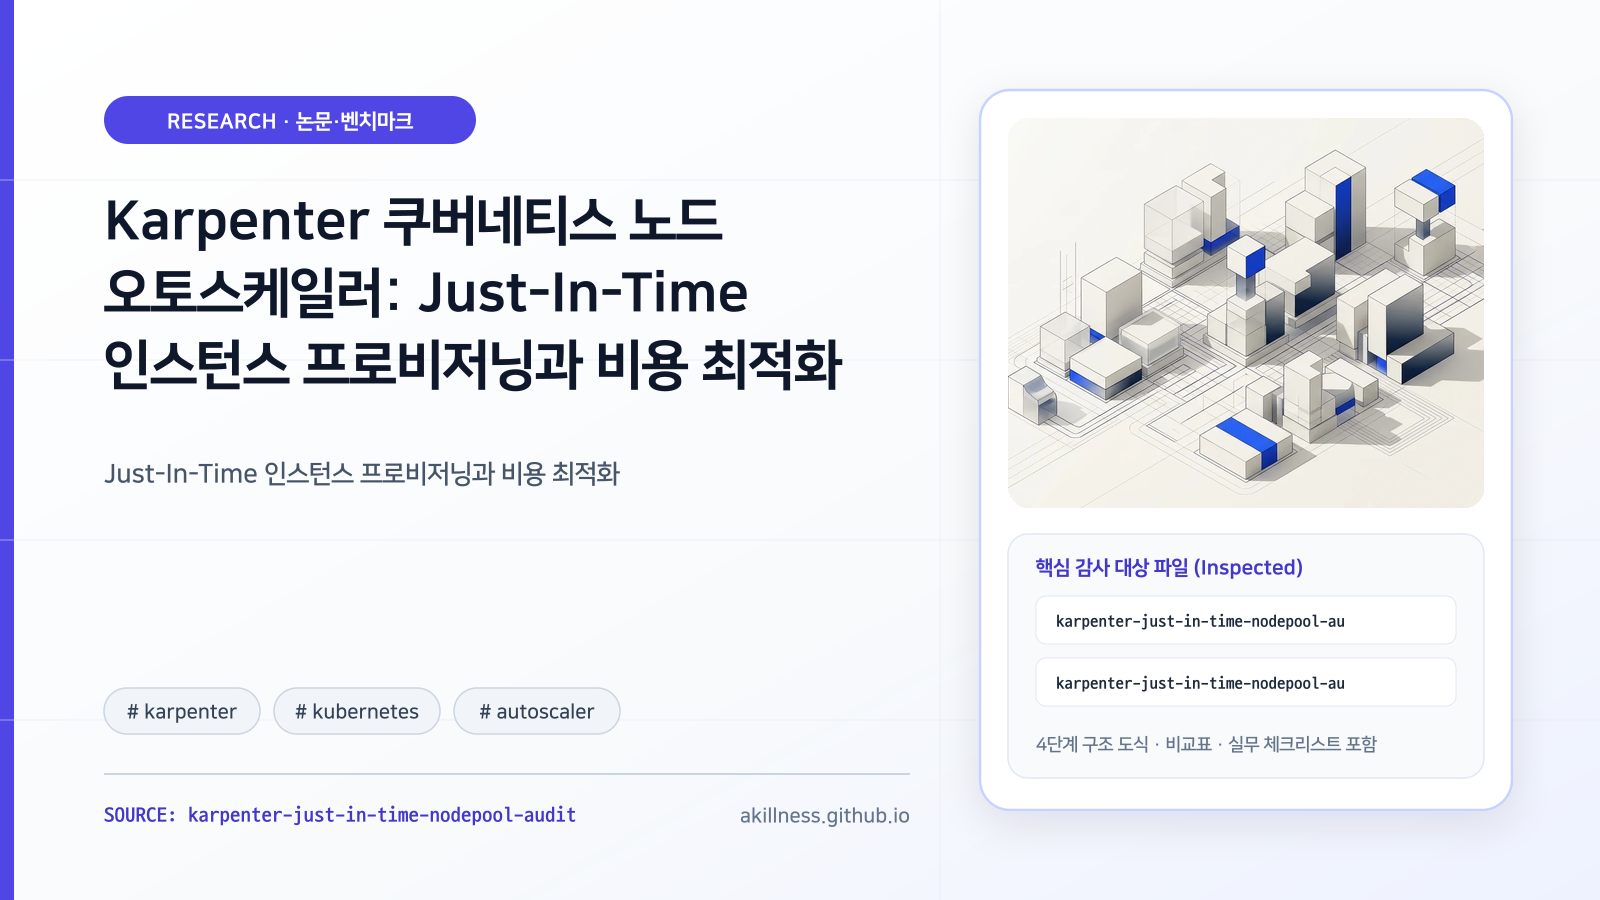 RESEARCH · 논문·벤치마크
Karpenter 쿠버네티스 노드
오토스케일러: Just-In-Time
인스턴스 프로비저닝과 비용 최적화
Just-In-Time 인스턴스 프로비저닝과 비용 최적화
# karpenter
# kubernetes
# autoscaler
SOURCE: karpenter-just-in-time-nodepool-audit
akillness.github.io
핵심 감사 대상 파일 (Inspected)
karpenter-just-in-time-nodepool-au
karpenter-just-in-time-nodepool-au
4단계 구조 도식 · 비교표 · 실무 체크리스트 포함